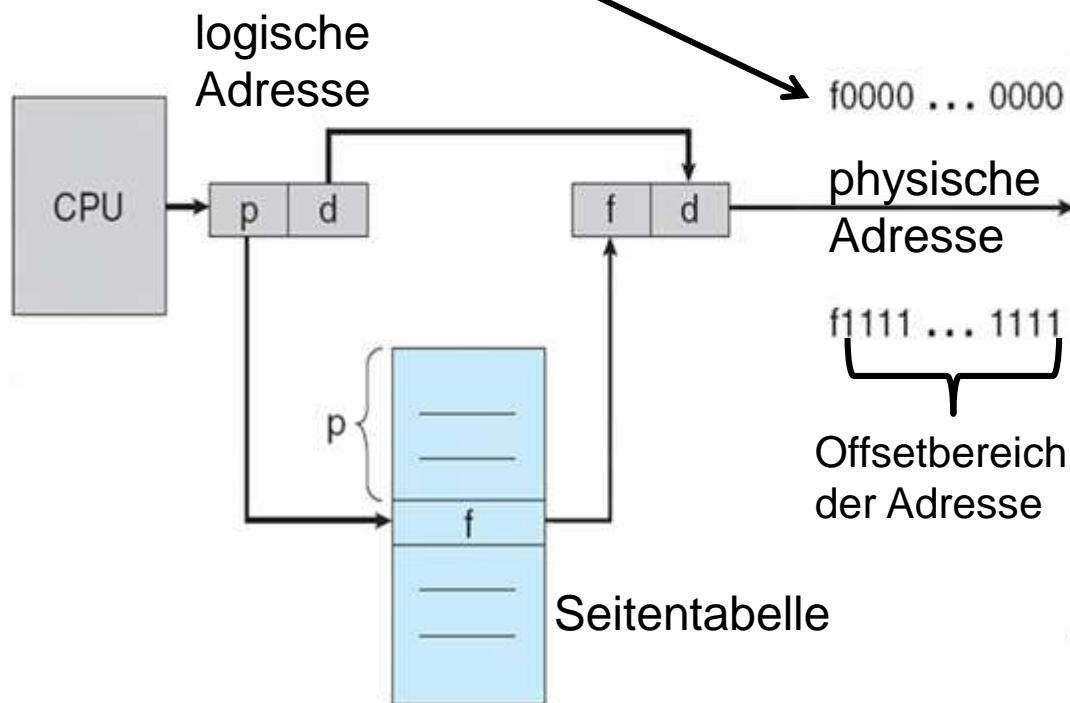 logische
Adresse
f0000 ... 0000
CPU
p d
f d
physische
Adresse
f1111 ... 1111
p
Offsetbereich
der Adresse
f
Seitentabelle